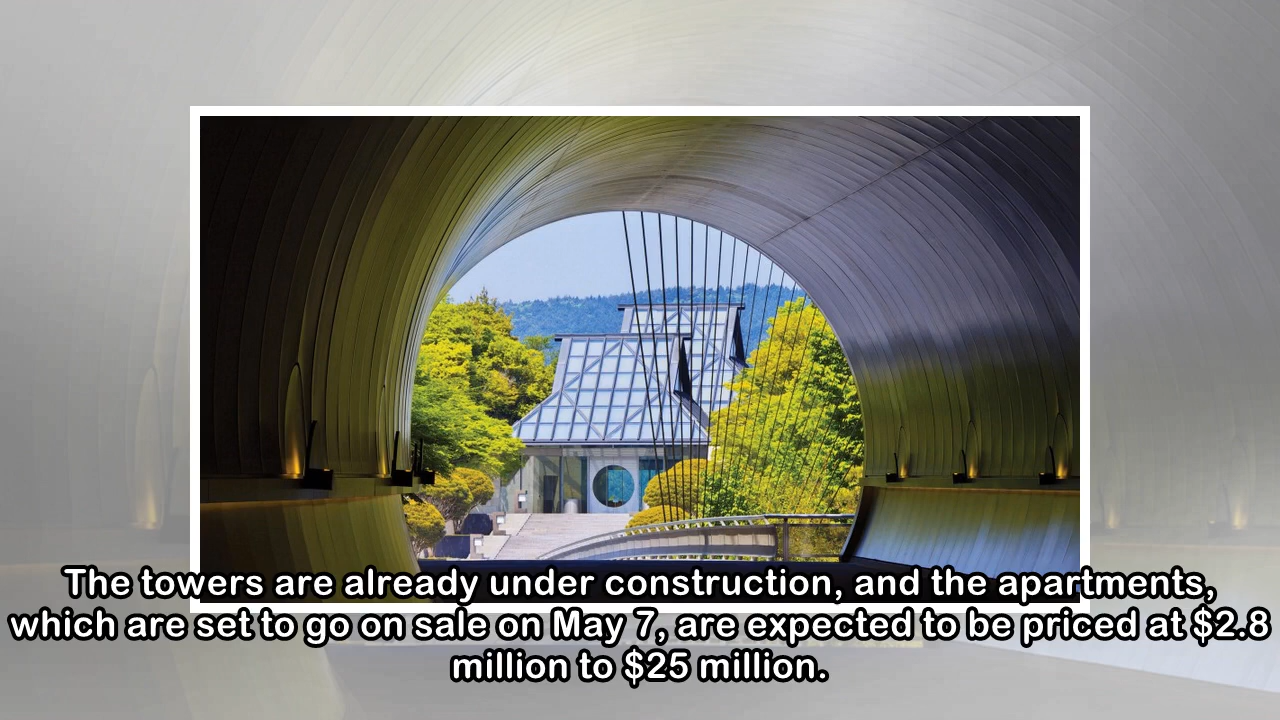 The towers are already under construction, and the apartments,
which are set to go on sale on May 7, are expected to be priced at $2.8
million to $25 million.